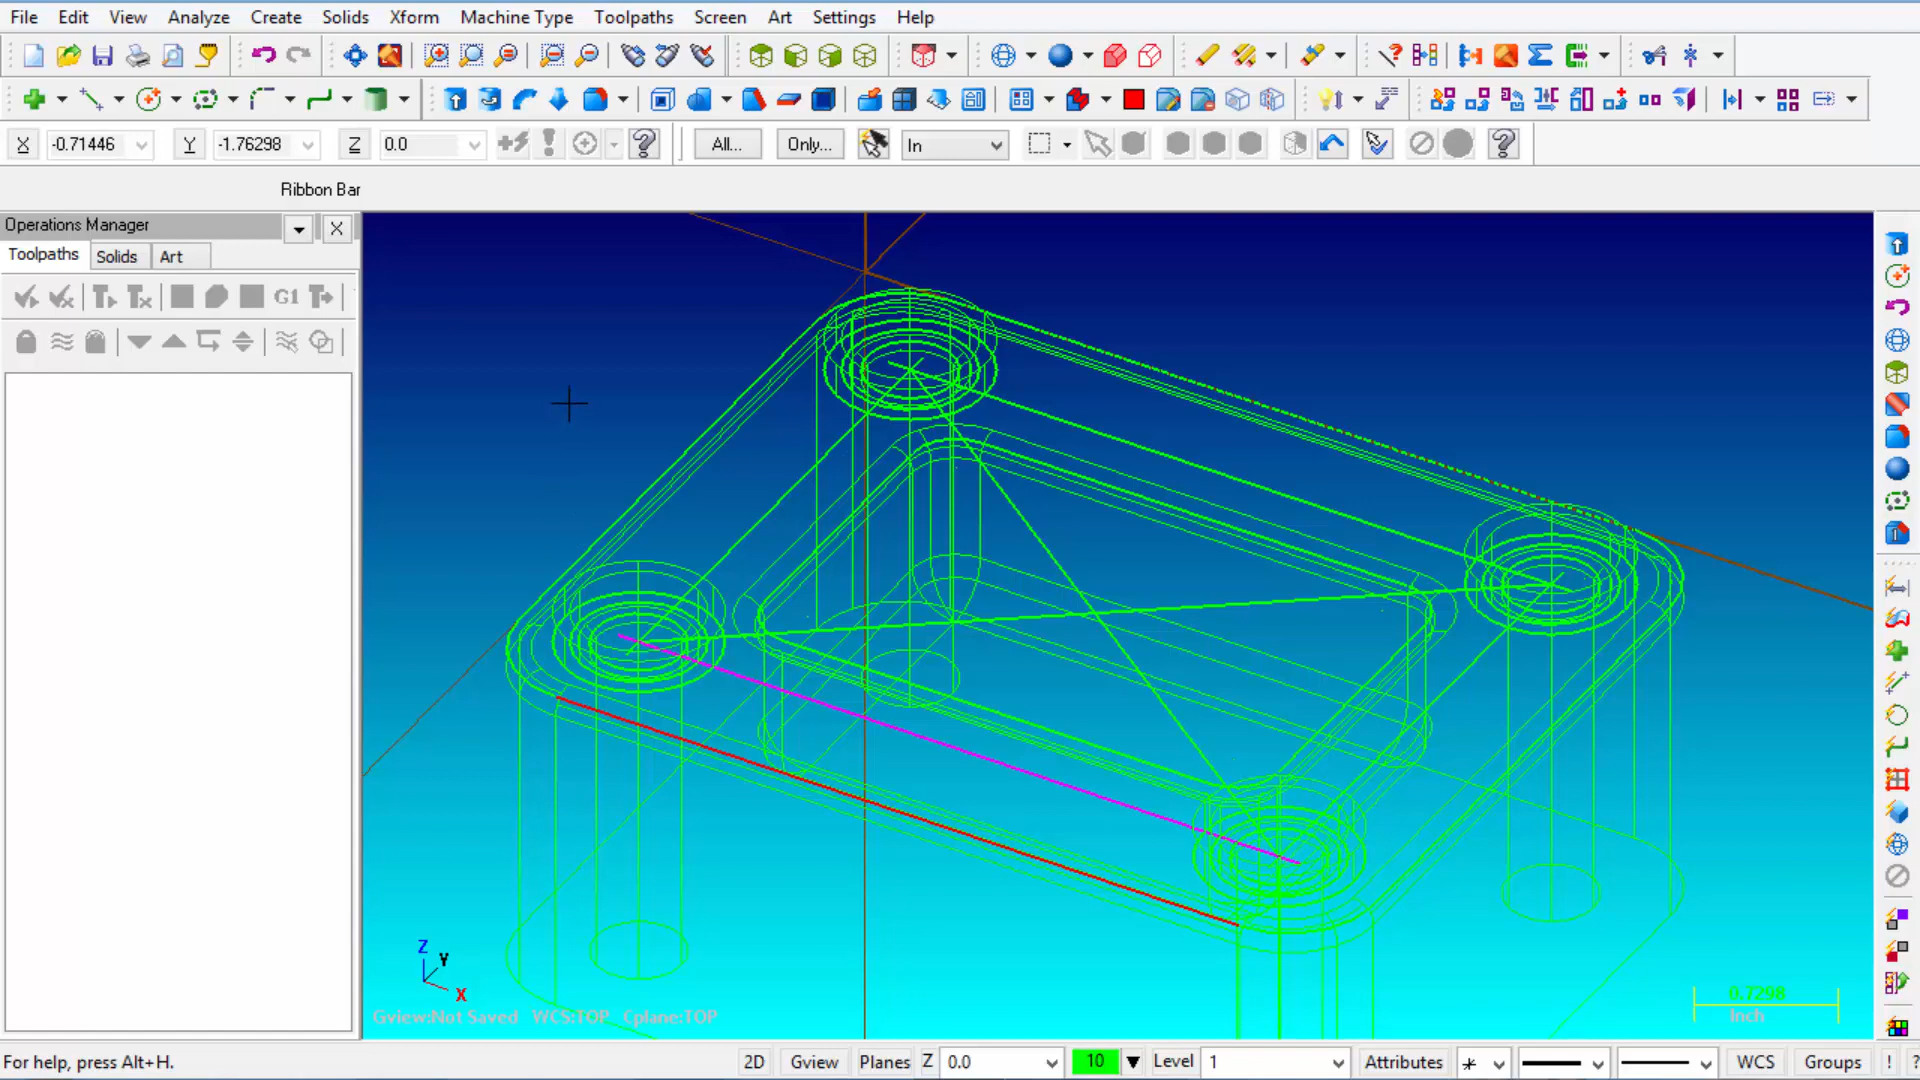 File Edit View Analyze Create Solids Xform Machine Type Toolpaths Screen Art Settings Help
X -0.71446 Y -1.76298 Z 0.0 All... Only... In
Ribbon Bar
Operations Manager X
Toolpaths Solids Art
G1
Z
Y
X
0.7298
Inch
Gview:Not Saved WCS:TOP Cplane:TOP
For help, press Alt+H. 2D Gview Planes Z 0.0 10 Level 1 Attributes WCS Groups ! ?